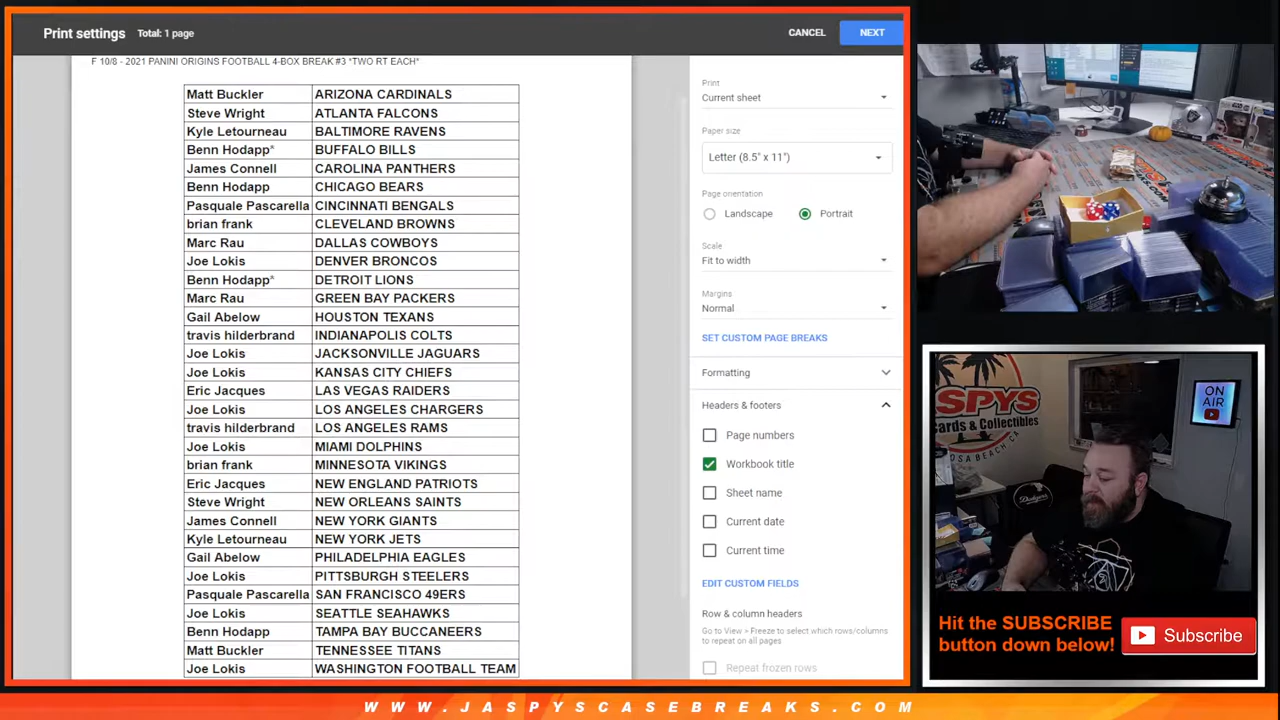 Print settings Total: 1 page CANCEL NEXT
F 10/8 - 2021 PANINI ORIGINS FOOTBALL 4-BOX BREAK #3 *TWO RT EACH*
Matt Buckler ARIZONA CARDINALS
Steve Wright ATLANTA FALCONS
Kyle Letourneau BALTIMORE RAVENS
Benn Hodapp* BUFFALO BILLS
James Connell CAROLINA PANTHERS
Benn Hodapp CHICAGO BEARS
Pasquale Pascarella CINCINNATI BENGALS
brian frank CLEVELAND BROWNS
Marc Rau DALLAS COWBOYS
Joe Lokis DENVER BRONCOS
Benn Hodapp* DETROIT LIONS
Marc Rau GREEN BAY PACKERS
Gail Abelow HOUSTON TEXANS
travis hilderbrand INDIANAPOLIS COLTS
Joe Lokis JACKSONVILLE JAGUARS
Joe Lokis KANSAS CITY CHIEFS
Eric Jacques LAS VEGAS RAIDERS
Joe Lokis LOS ANGELES CHARGERS
travis hilderbrand LOS ANGELES RAMS
Joe Lokis MIAMI DOLPHINS
brian frank MINNESOTA VIKINGS
Eric Jacques NEW ENGLAND PATRIOTS
Steve Wright NEW ORLEANS SAINTS
James Connell NEW YORK GIANTS
Kyle Letourneau NEW YORK JETS
Gail Abelow PHILADELPHIA EAGLES
Joe Lokis PITTSBURGH STEELERS
Pasquale Pascarella SAN FRANCISCO 49ERS
Joe Lokis SEATTLE SEAHAWKS
Benn Hodapp TAMPA BAY BUCCANEERS
Matt Buckler TENNESSEE TITANS
Joe Lokis WASHINGTON FOOTBALL TEAM
Print
Current sheet
Paper size
Letter (8.5" x 11")
Page orientation
Landscape Portrait
Scale
Fit to width
Margins
Normal
SET CUSTOM PAGE BREAKS
Formatting
Headers & footers
Page numbers
Workbook title
Sheet name
Current date
Current time
EDIT CUSTOM FIELDS
Row & column headers
Go to View > Freeze to select which rows/columns
to repeat on all pages
Repeat frozen rows
ASPYS
ards & Collectibles
OSA BEACH CA
Dodgers
ON
AIR
Hit the SUBSCRIBE
button down below!
Subscribe
WWW.JASPYSCASEBREAKS.COM